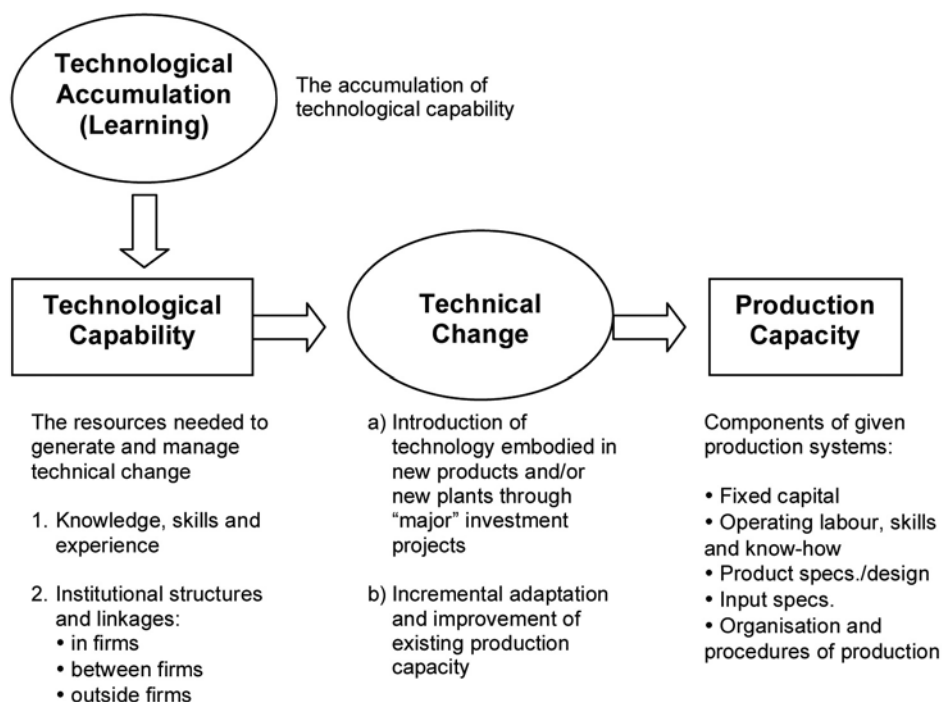 Technological
Accumulation
(Learning)
The accumulation of
technological capability
Technological
Capability
Technical
Change
Production
Capacity
The resources needed to
generate and manage
technical change
1. Knowledge, skills and
experience
2. Institutional structures
and linkages:
• in firms
• between firms
• outside firms
a) Introduction of
technology embodied in
new products and/or
new plants through
“major” investment
projects
b) Incremental adaptation
and improvement of
existing production
capacity
Components of given
production systems:
• Fixed capital
• Operating labour, skills
and know-how
• Product specs./design
• Input specs.
• Organisation and
procedures of production